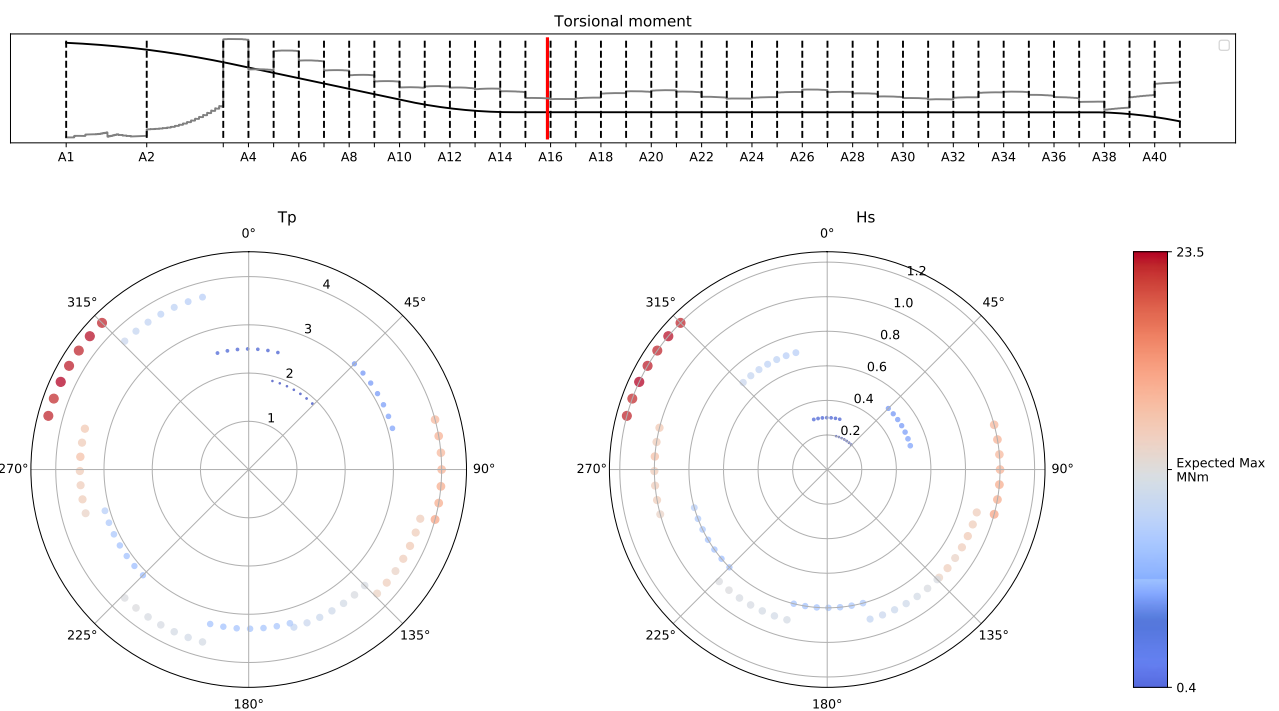 Torsional moment
A1 A2 A4 A6 A8 A10 A12 A14 A16 A18 A20 A22 A24 A26 A28 A30 A32 A34 A36 A38 A40
Tp Hs
0° 0°
23.5
4 1.2
315° 45° 315° 45°
3 1.0
0.8
2 0.6
1 0.4
0.2
270° 90° 270° 90°
Expected Max
MNm
225° 135° 225° 135°
0.4
180° 180°